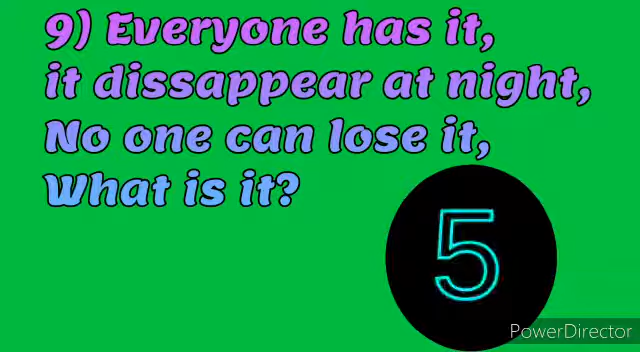 9) Everyone has it,
it dissappear at night,
No one can lose it,
What is it?
5
PowerDirector